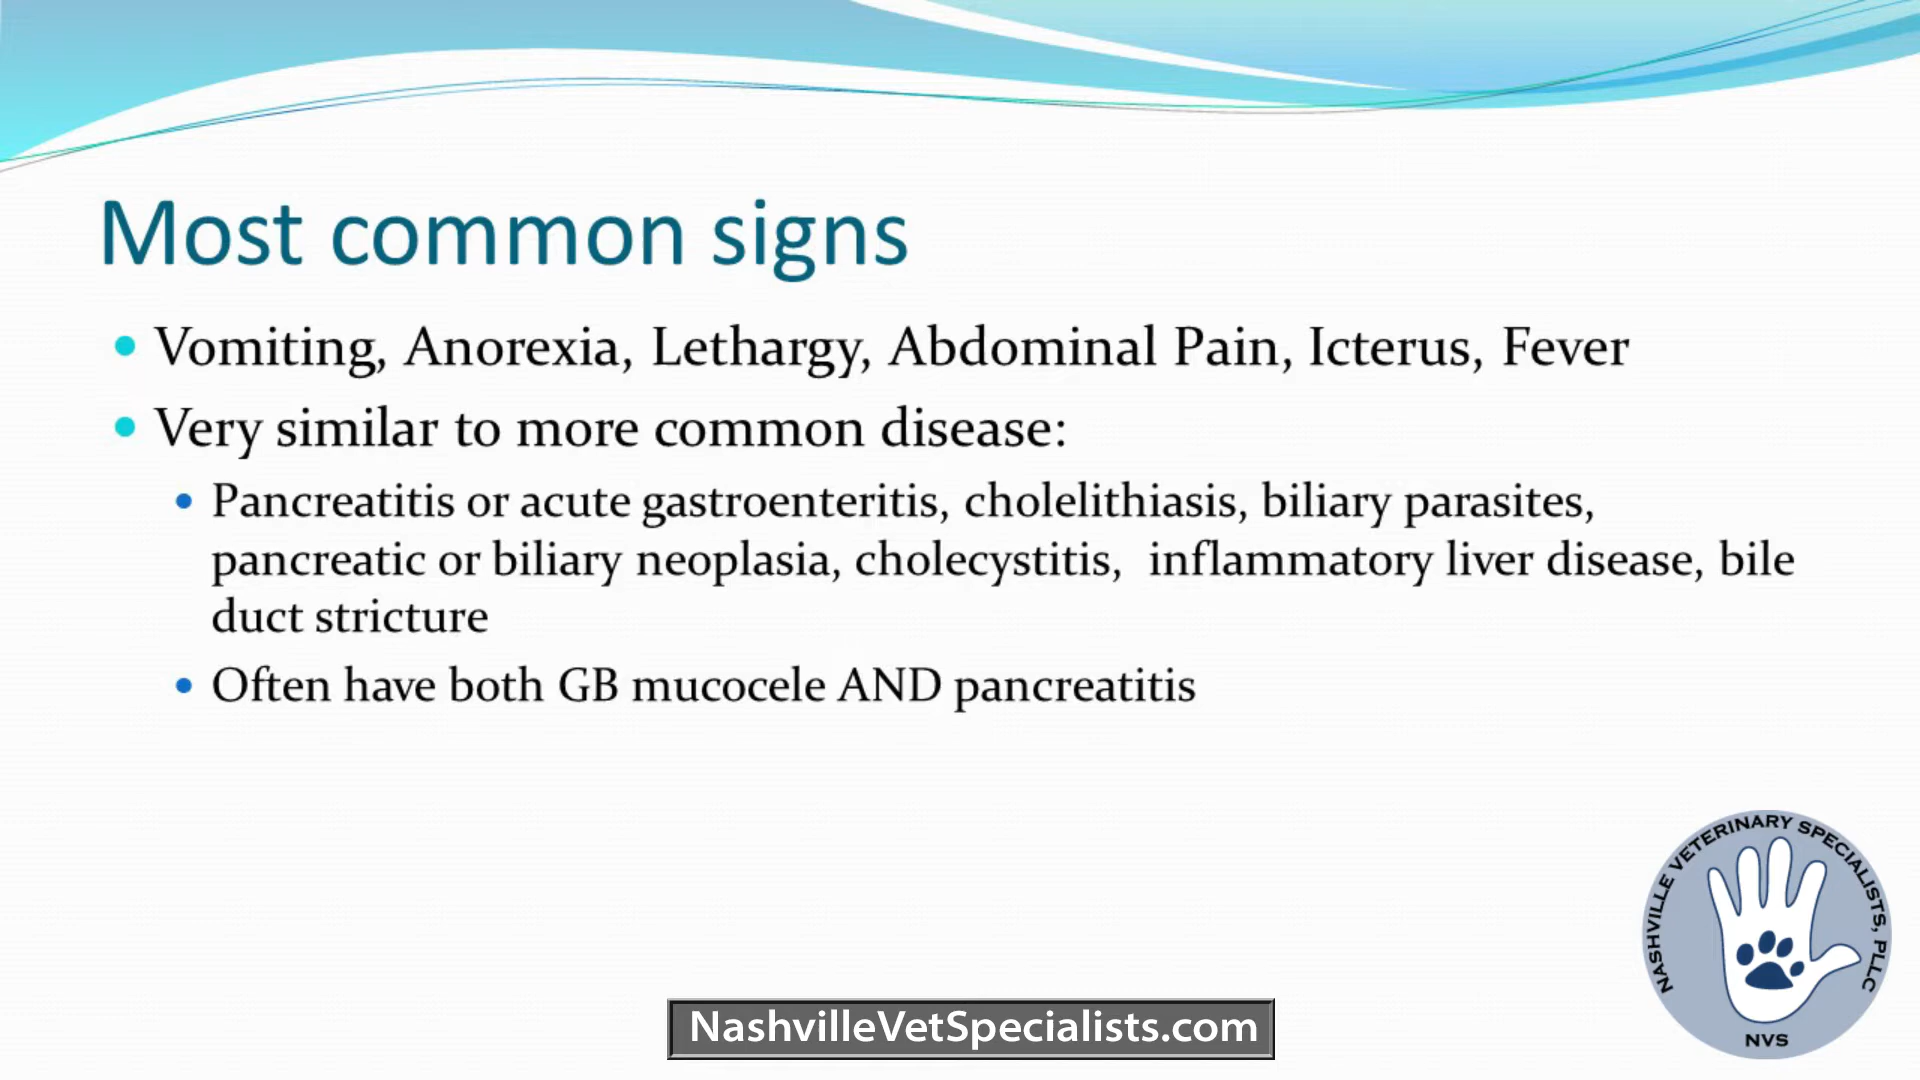 Most common signs
Vomiting, Anorexia, Lethargy, Abdominal Pain, Icterus, Fever
Very similar to more common disease:
Pancreatitis or acute gastroenteritis, cholelithiasis, biliary parasites,
pancreatic or biliary neoplasia, cholecystitis, inflammatory liver disease, bile
duct stricture
Often have both GB mucocele AND pancreatitis
NASHVILLE VETERINARY SPECIALISTS, PLLC
NVS
NashvilleVetSpecialists.com